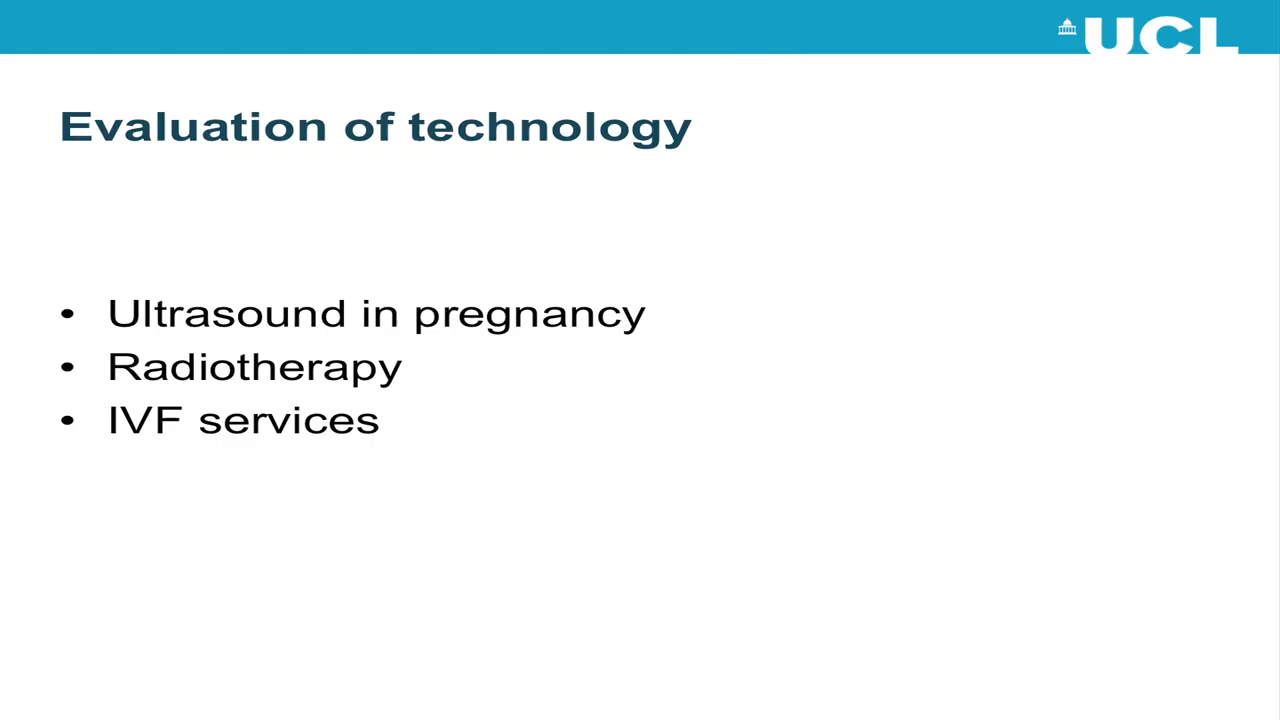 UCL
Evaluation of technology
• Ultrasound in pregnancy
• Radiotherapy
• IVF services